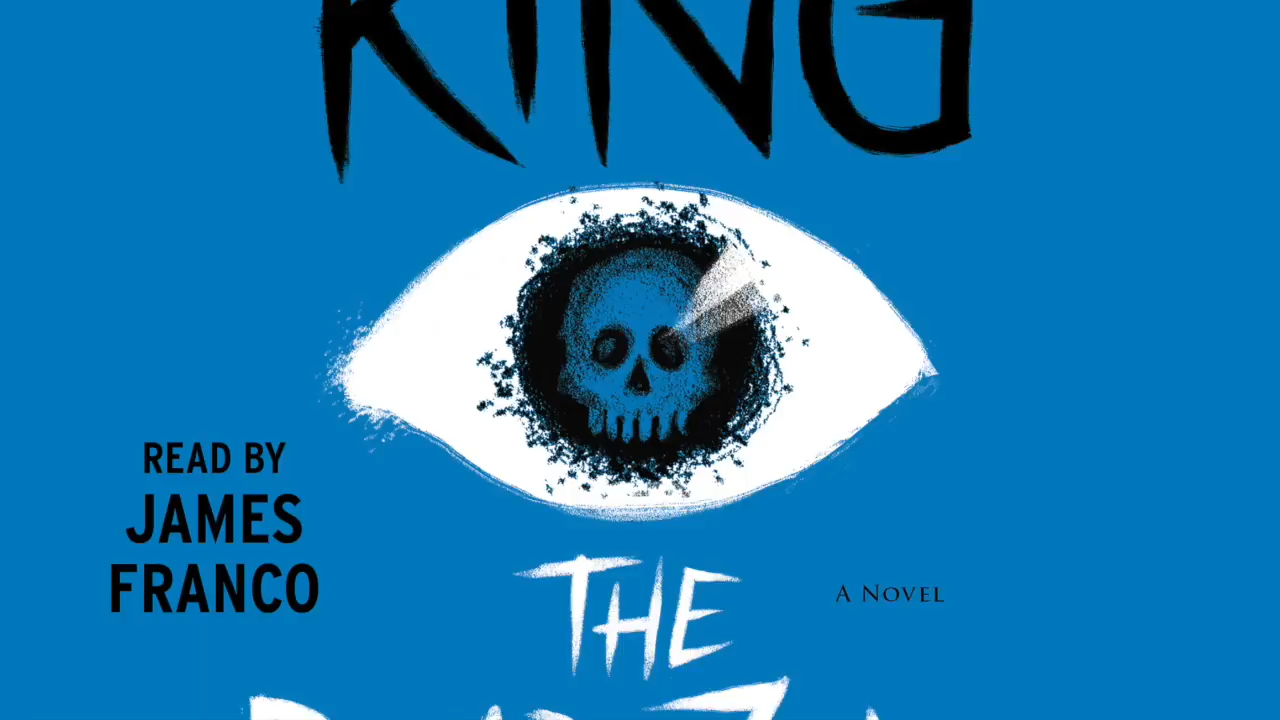 KING
READ BY
JAMES
FRANCO
THE
A NOVEL